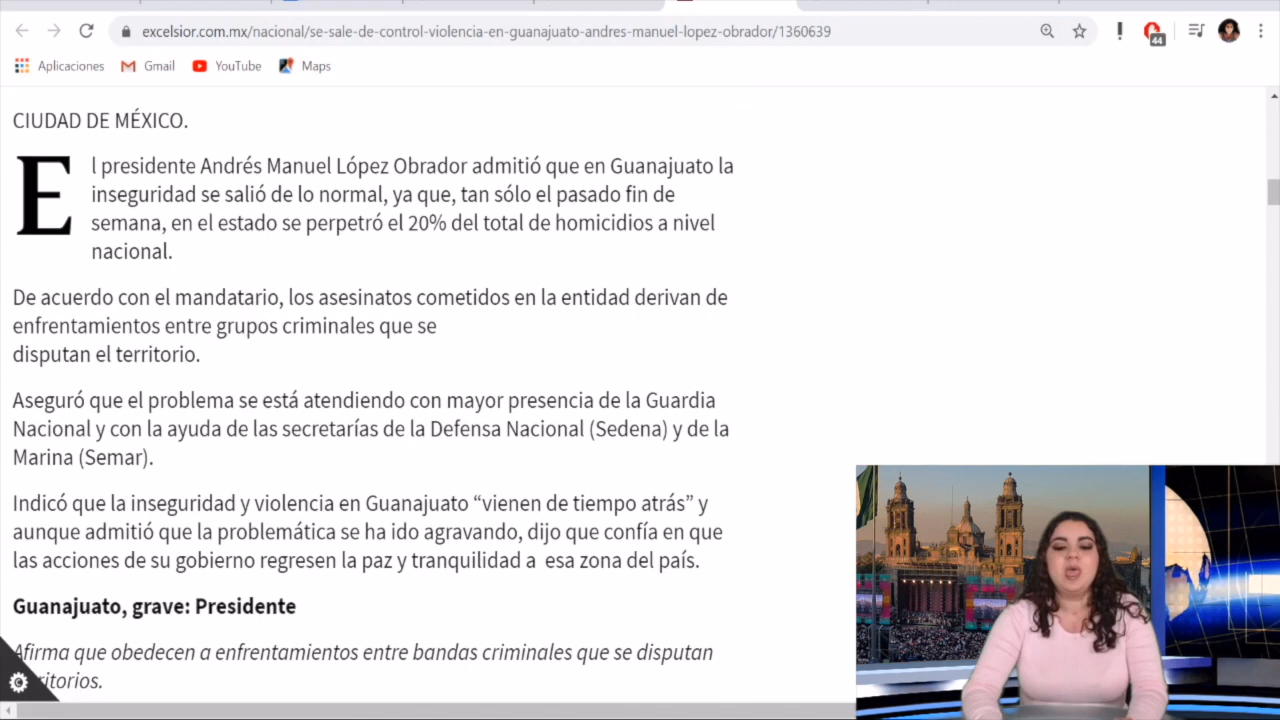 excelsior.com.mx/nacional/se-sale-de-control-violencia-en-guanajuato-andres-manuel-lopez-obrador/1360639
44
Aplicaciones
Gmail
YouTube
Maps
CIUDAD DE MÉXICO.
El presidente Andrés Manuel López Obrador admitió que en Guanajuato la
inseguridad se salió de lo normal, ya que, tan sólo el pasado fin de
semana, en el estado se perpetró el 20% del total de homicidios a nivel
nacional.
De acuerdo con el mandatario, los asesinatos cometidos en la entidad derivan de
enfrentamientos entre grupos criminales que se
disputan el territorio.
Aseguró que el problema se está atendiendo con mayor presencia de la Guardia
Nacional y con la ayuda de las secretarías de la Defensa Nacional (Sedena) y de la
Marina (Semar).
Indicó que la inseguridad y violencia en Guanajuato “vienen de tiempo atrás” y
aunque admitió que la problemática se ha ido agravando, dijo que confía en que
las acciones de su gobierno regresen la paz y tranquilidad a esa zona del país.
Guanajuato, grave: Presidente
Afirma que obedecen a enfrentamientos entre bandas criminales que se disputan